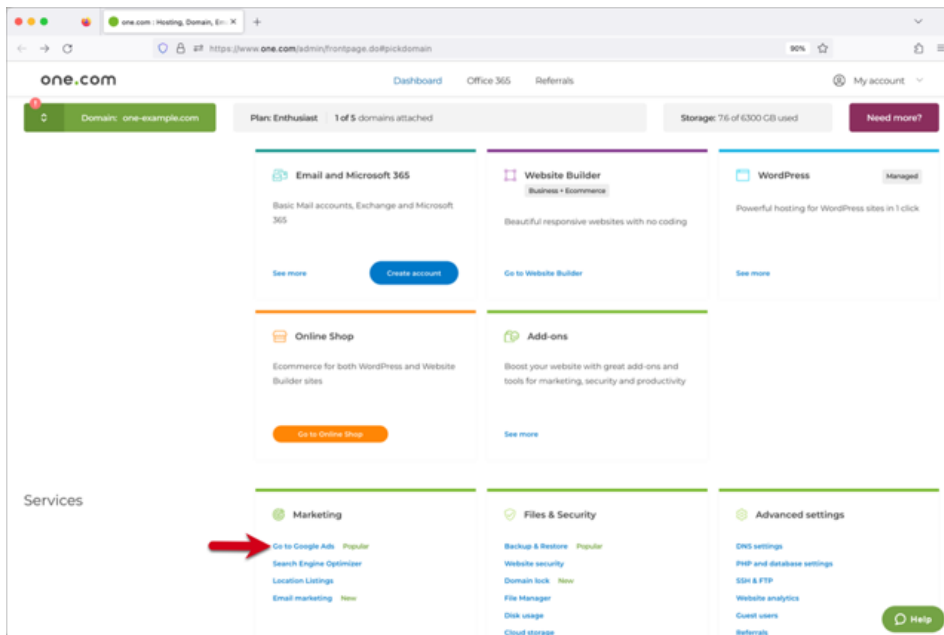 one.com : Hosting, Domain, Em
https://www.one.com/admin/frontpage.do#pickdomain
90%
one.com
Dashboard
Office 365
Referrals
My account
1
Domain: one-example.com
Plan: Enthusiast
1 of 5 domains attached
Storage: 7.6 of 6300 GB used
Need more?
Email and Microsoft 365
Basic Mail accounts, Exchange and Microsoft
365
See more
Create account
Website Builder
Business + Ecommerce
Beautiful responsive websites with no coding
Go to Website Builder
WordPress
Managed
Powerful hosting for WordPress sites in 1 click
See more
Online Shop
Ecommerce for both WordPress and Website
Builder sites
Go to Online Shop
Add-ons
Boost your website with great add-ons and
tools for marketing, security and productivity
See more
Services
Marketing
Go to Google Ads Popular
Search Engine Optimizer
Location Listings
Email marketing New
Files & Security
Backup & Restore Popular
Website security
Domain lock New
File Manager
Disk usage
Cloud storage
Advanced settings
DNS settings
PHP and database settings
SSH & FTP
Website analytics
Guest users
Referrals
Help